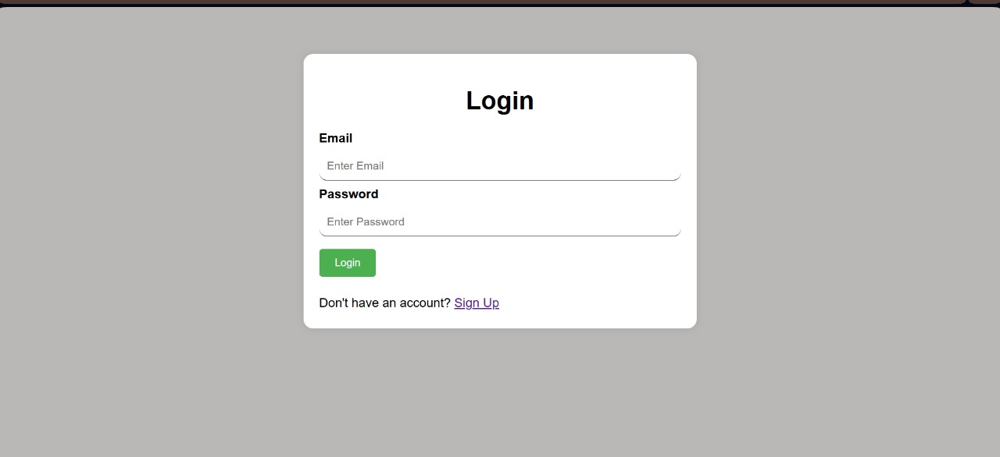 Login
Email
Enter Email
Password
Enter Password
Login
Don't have an account? Sign Up